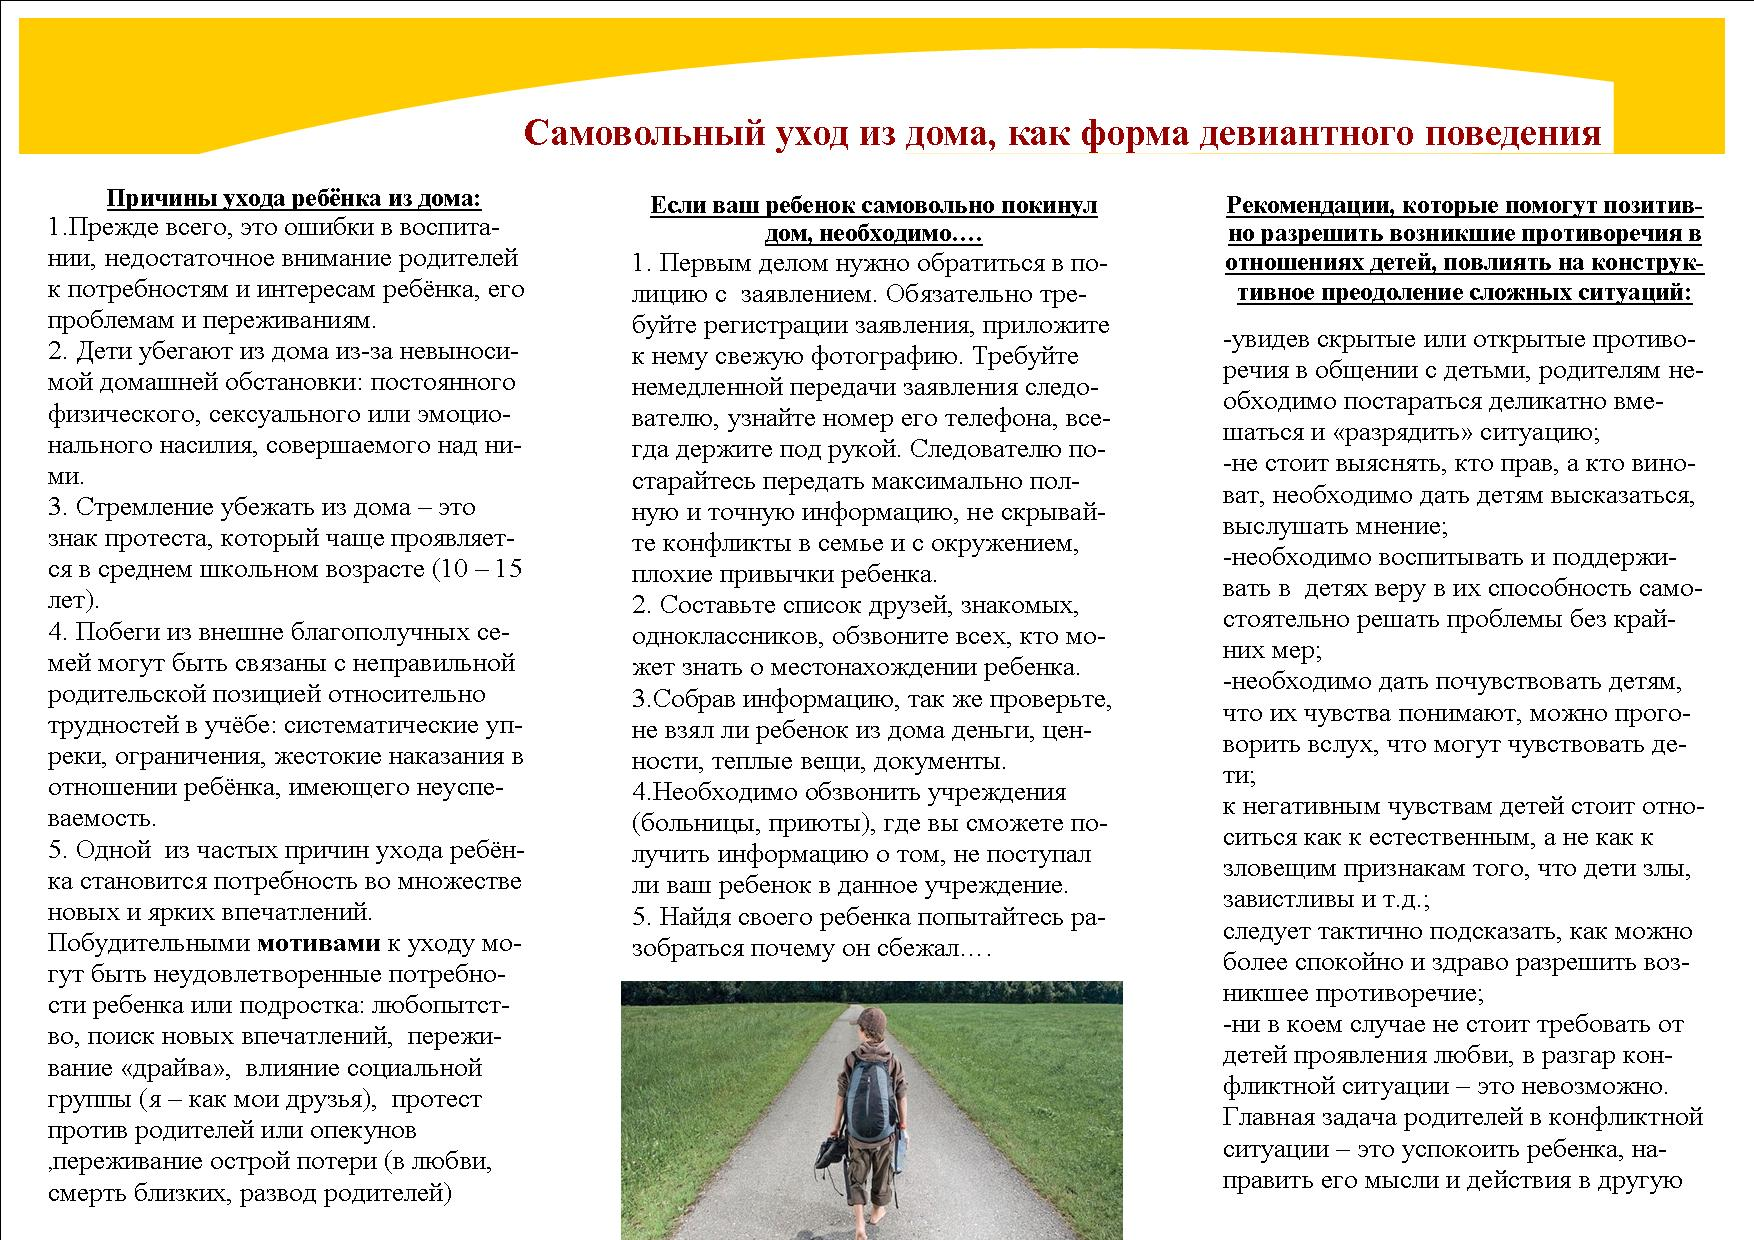 Самовольный уход из дома, как форма девиантного поведения
Причины ухода ребёнка из дома:
1.Прежде всего, это ошибки в воспита-
нии, недостаточное внимание родителей
к потребностям и интересам ребёнка, его
проблемам и переживаниям.
2. Дети убегают из дома из-за невыноси-
мой домашней обстановки: постоянного
физического, сексуального или эмоцио-
нального насилия, совершаемого над ни-
ми.
3. Стремление убежать из дома – это
знак протеста, который чаще проявляет-
ся в среднем школьном возрасте (10 – 15
лет).
4. Побеги из внешне благополучных се-
мей могут быть связаны с неправильной
родительской позицией относительно
трудностей в учёбе: систематические уп-
реки, ограничения, жестокие наказания в
отношении ребёнка, имеющего неуспе-
ваемость.
5. Одной  из частых причин ухода ребён-
ка становится потребность во множестве
новых и ярких впечатлений.
Побудительными мотивами к уходу мо-
гут быть неудовлетворенные потребно-
сти ребенка или подростка: любопытст-
во, поиск новых впечатлений,  пережи-
вание «драйва»,  влияние социальной
группы (я – как мои друзья),  протест
против родителей или опекунов
,переживание острой потери (в любви,
смерть близких, развод родителей)
Если ваш ребенок самовольно покинул
дом, необходимо….
1. Первым делом нужно обратиться в по-
лицию с  заявлением. Обязательно тре-
буйте регистрации заявления, приложите
к нему свежую фотографию. Требуйте
немедленной передачи заявления следо-
вателю, узнайте номер его телефона, все-
гда держите под рукой. Следователю по-
старайтесь передать максимально пол-
ную и точную информацию, не скрывай-
те конфликты в семье и с окружением,
плохие привычки ребенка.
2. Составьте список друзей, знакомых,
одноклассников, обзвоните всех, кто мо-
жет знать о местонахождении ребенка.
3.Собрав информацию, так же проверьте,
не взял ли ребенок из дома деньги, цен-
ности, теплые вещи, документы.
4.Необходимо обзвонить учреждения
(больницы, приюты), где вы сможете по-
лучить информацию о том, не поступал
ли ваш ребенок в данное учреждение.
5. Найдя своего ребенка попытайтесь ра-
зобраться почему он сбежал….
Рекомендации, которые помогут позитив-
но разрешить возникшие противоречия в
отношениях детей, повлиять на конструк-
тивное преодоление сложных ситуаций:
-увидев скрытые или открытые противо-
речия в общении с детьми, родителям не-
обходимо постараться деликатно вме-
шаться и «разрядить» ситуацию;
-не стоит выяснять, кто прав, а кто вино-
ват, необходимо дать детям высказаться,
выслушать мнение;
-необходимо воспитывать и поддержи-
вать в  детях веру в их способность само-
стоятельно решать проблемы без край-
них мер;
-необходимо дать почувствовать детям,
что их чувства понимают, можно прого-
ворить вслух, что могут чувствовать де-
ти;
к негативным чувствам детей стоит отно-
ситься как к естественным, а не как к
зловещим признакам того, что дети злы,
завистливы и т.д.;
следует тактично подсказать, как можно
более спокойно и здраво разрешить воз-
никшее противоречие;
-ни в коем случае не стоит требовать от
детей проявления любви, в разгар кон-
фликтной ситуации – это невозможно.
Главная задача родителей в конфликтной
ситуации – это успокоить ребенка, на-
править его мысли и действия в другую